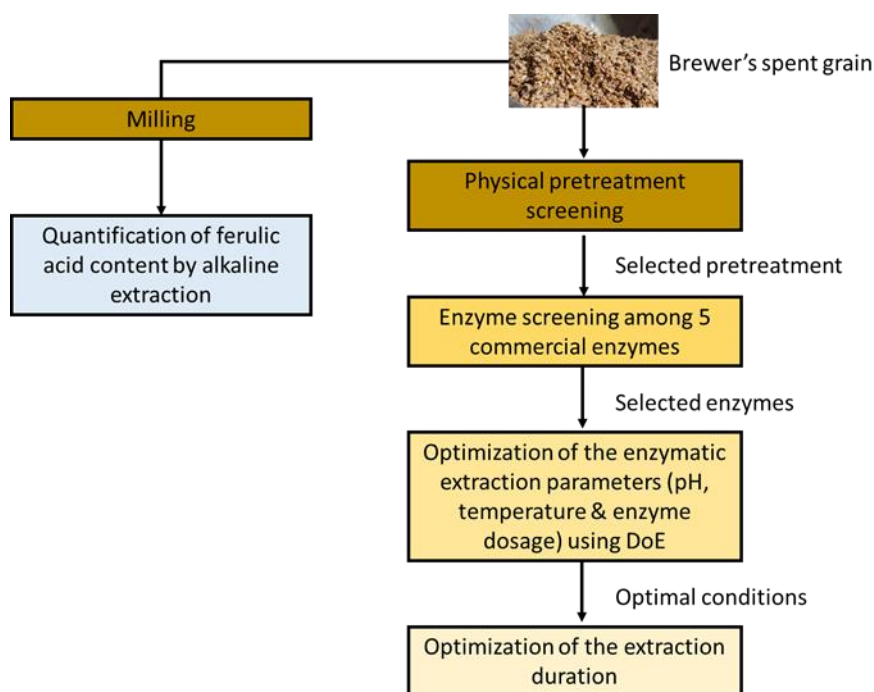 Brewer’s spent grain
Milling
Quantification of ferulic
acid content by alkaline
extraction
Physical pretreatment
screening
Selected pretreatment
Enzyme screening among 5
commercial enzymes
Selected enzymes
Optimization of the enzymatic
extraction parameters (pH,
temperature & enzyme
dosage) using DoE
Optimal conditions
Optimization of the extraction
duration